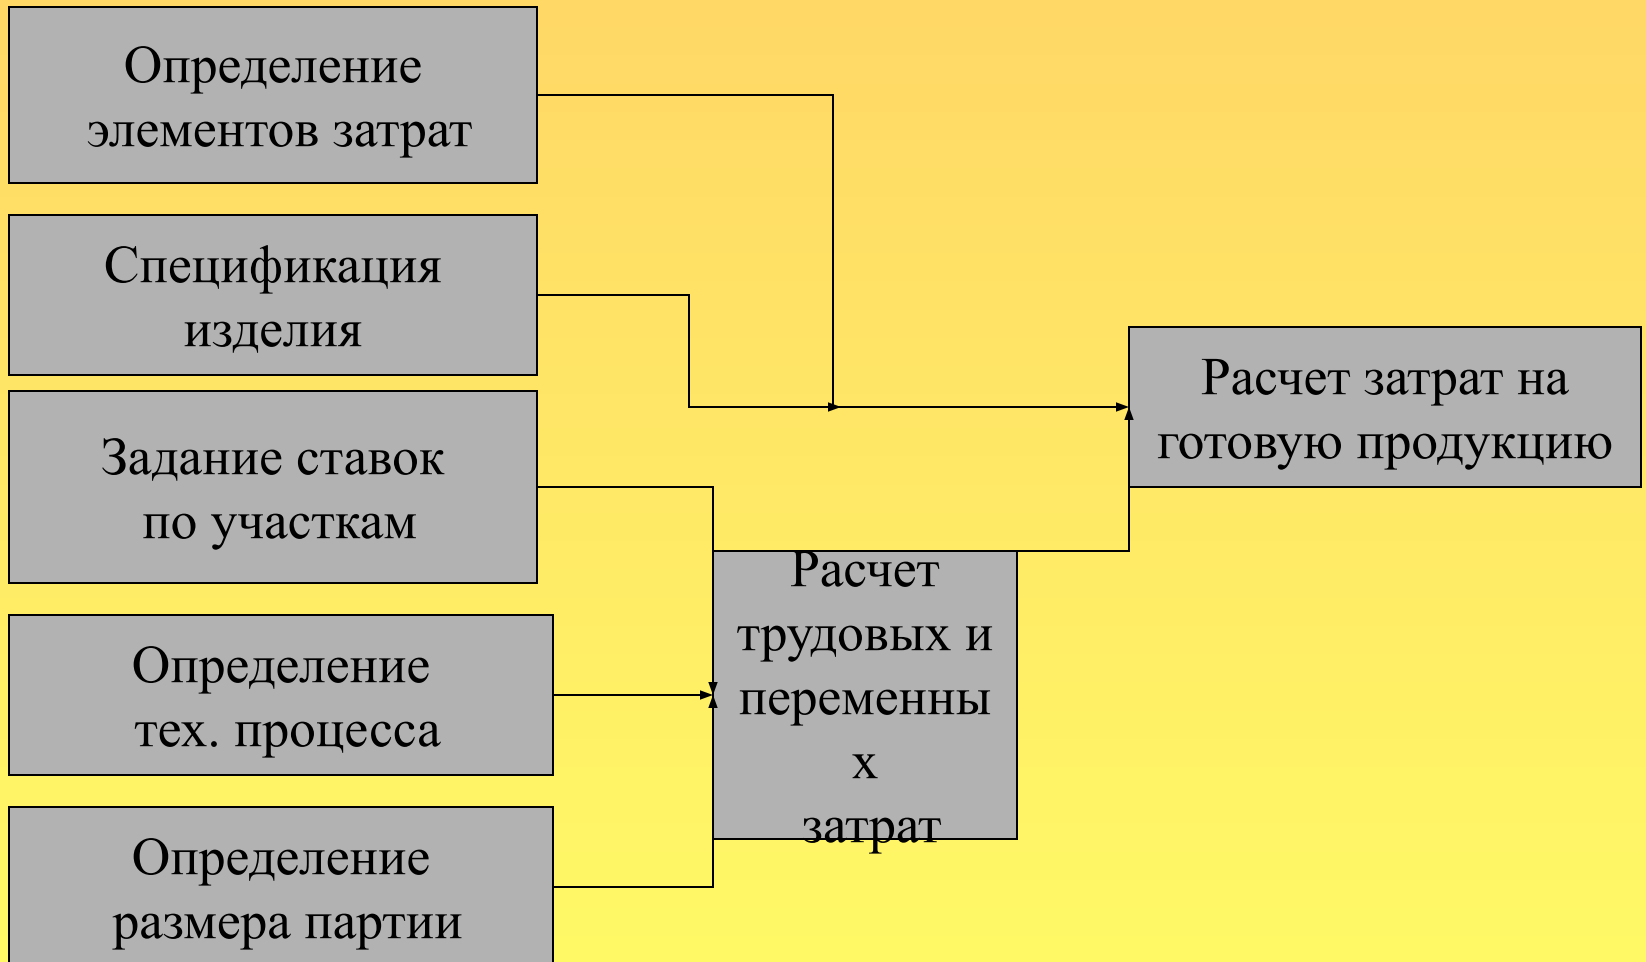 Определение
элементов затрат
Спецификация
изделия
Задание ставок
по участкам
Определение
тех. процесса
Определение
размера партии
Расчет
трудовых и
переменны
х
затрат
Расчет затрат на
готовую продукцию